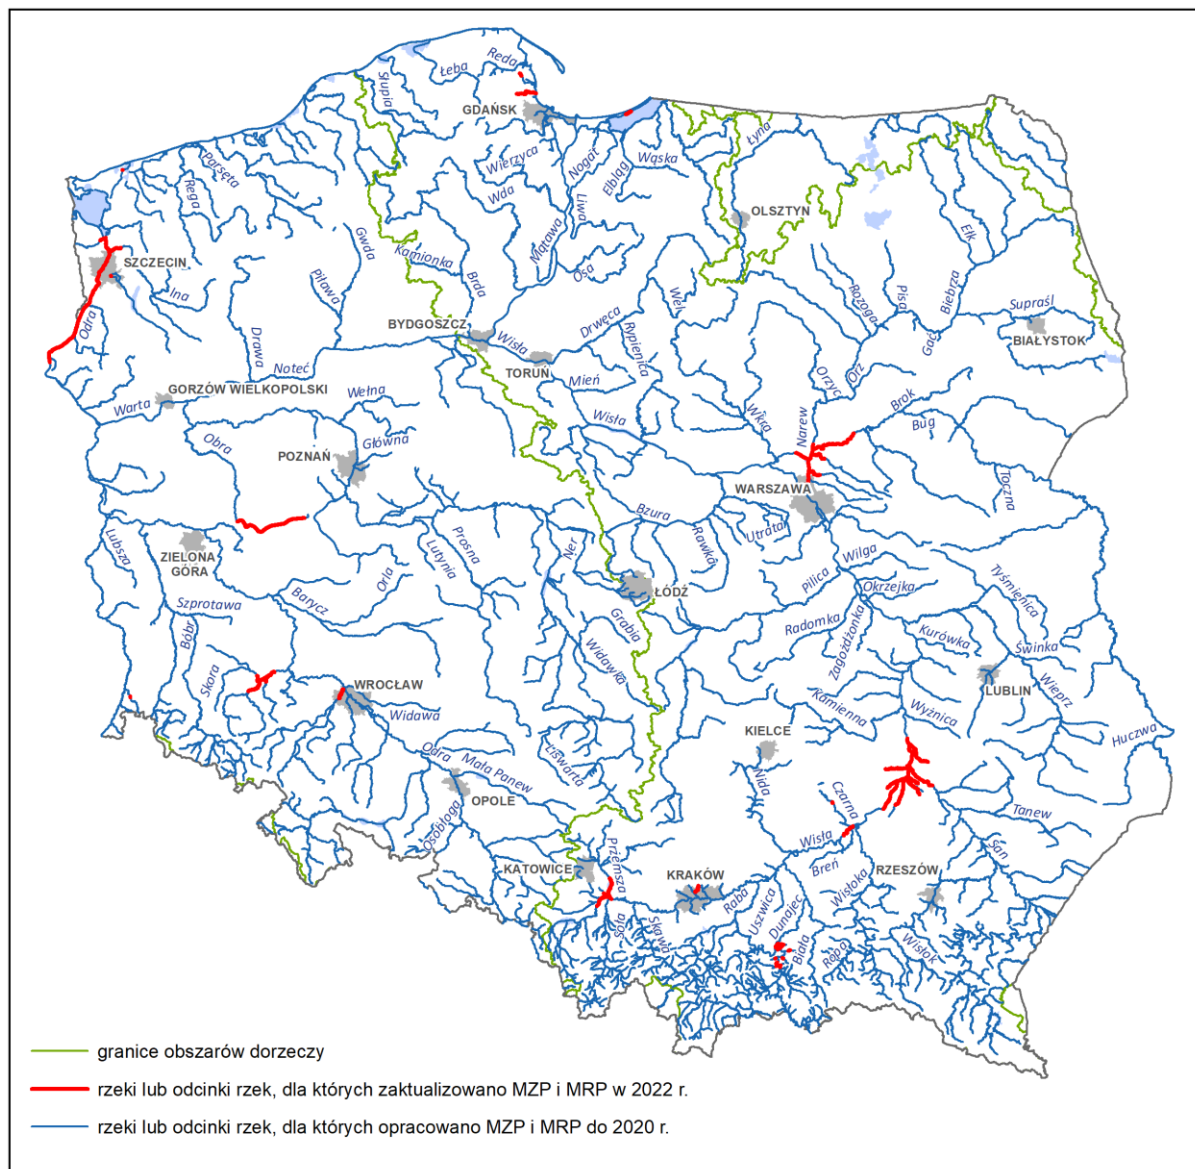 Reda
Łeba
Słupia
GDAŃSK
Łyna
Wierzyca
Nogat
Elbląg
Wąska
Parsęta
Rega
Wda
Liwa
OLSZTYN
Matawa
Gwda
Ełk
SZCZECIN
Kamionka
Brda
Osa
Piława
Ina
Wel
Rozoga
Pisa
Biebrza
Supraśl
Odra
BYDGOSZCZ
Wisła
Drwęca
Rypienica
Gać
BIAŁYSTOK
Drawa
Noteć
TORUŃ
Mień
Orzyc
Orz
GORZÓW WIELKOPOLSKI
Wełna
Warta
Wisła
Wkra
Narew
Brok
Bug
Obra
Główna
POZNAŃ
WARSZAWA
Toczna
Bzura
Utrata
Rawka
Lubsza
ZIELONA
GÓRA
Prosna
Lutynia
Ner
Wilga
Orla
ŁÓDŹ
Pilica
Okrzejka
Tyśmienica
Szprotawa
Barycz
Grabia
Radomka
Zagożdżonka
Kurówka
Świnka
Bóbr
Widawka
Skora
WROCŁAW
LUBLIN
Wieprz
Widawa
Kamienna
Wyżnica
KIELCE
Huczwa
Odra
Mała Panew
Liswarta
Nida
OPOLE
Czarna
Tanew
Osobłoga
Wisła
San
KATOWICE
Przemsza
KRAKÓW
Breń
RZESZÓW
Raba
Uszwica
Dunajec
Wisłoka
Soła
Skawa
Biała
Ropa
Wisłok
granice obszarów dorzeczy
rzeki lub odcinki rzek, dla których zaktualizowano MZP i MRP w 2022 r.
rzeki lub odcinki rzek, dla których opracowano MZP i MRP do 2020 r.